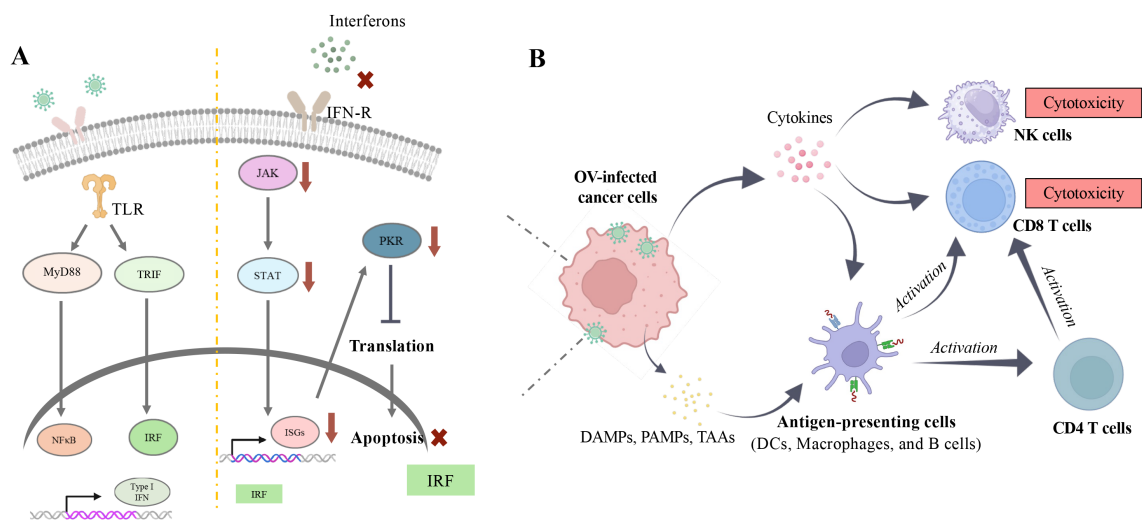 A
Interferons
IFN-R
TLR
MyD88
TRIF
NFκB
IRF
Type I
IFN
JAK
STAT
PKR
Translation
ISGs
Apoptosis
IRF
IRF
B
OV-infected
cancer cells
Cytokines
NK cells
Cytotoxicity
CD8 T cells
Cytotoxicity
Activation
Activation
Activation
CD4 T cells
DAMPs, PAMPs, TAAs
Antigen-presenting cells
(DCs, Macrophages, and B cells)